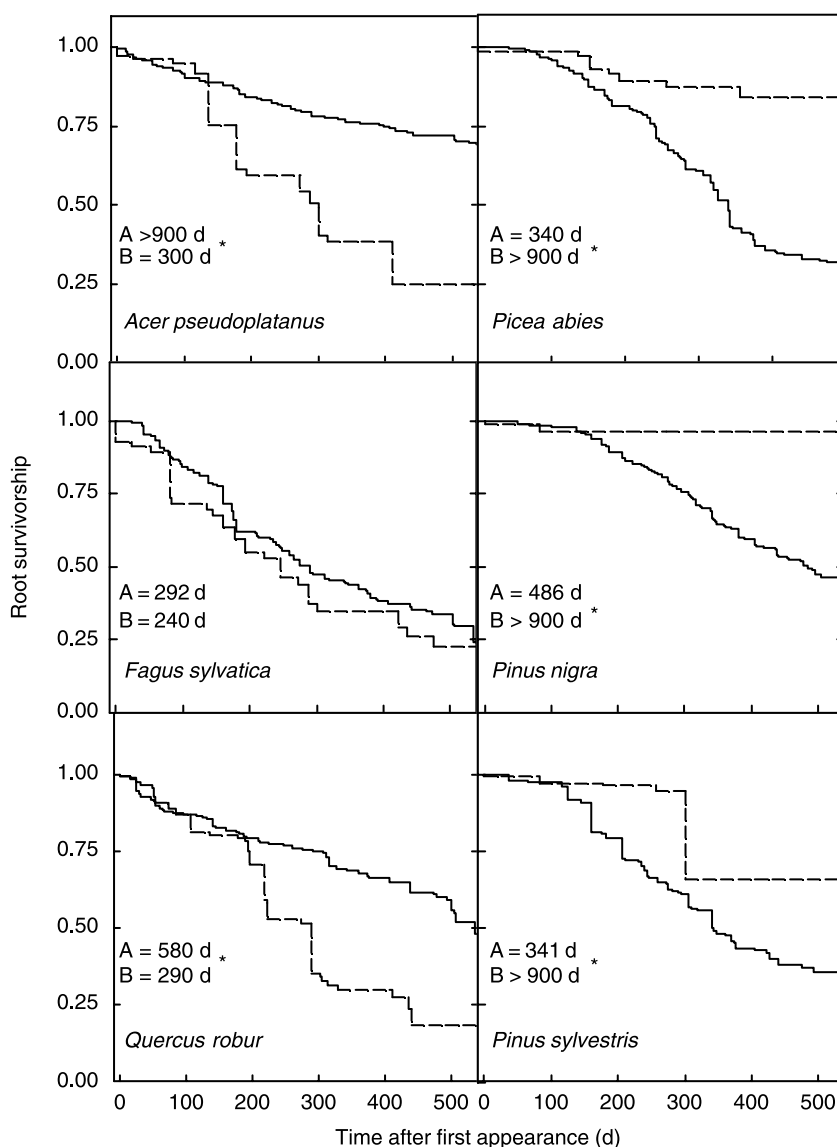 1.00
0.75
0.50
0.25
0.00
A >900 d
B = 300 d *
Acer pseudoplatanus
A = 340 d
B > 900 d *
Picea abies
1.00
0.75
0.50
0.25
0.00
A = 292 d
B = 240 d
Fagus sylvatica
A = 486 d
B > 900 d *
Pinus nigra
1.00
0.75
0.50
0.25
0.00
A = 580 d
B = 290 d *
Quercus robur
A = 341 d
B > 900 d *
Pinus sylvestris
Root survivorship
0 100 200 300 400 500
0 100 200 300 400 500
Time after first appearance (d)